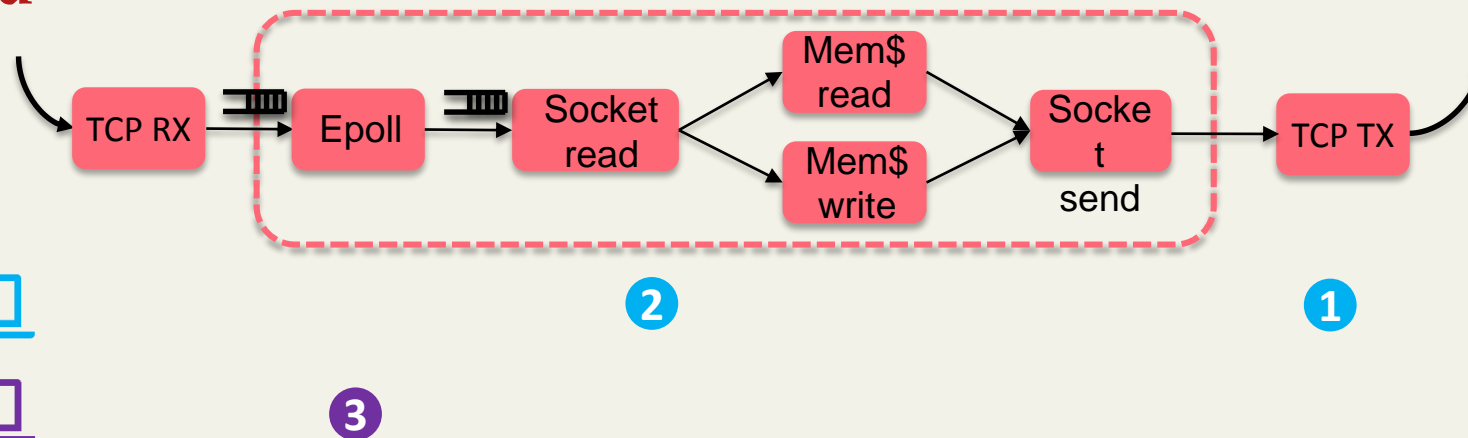 TCP RX
Epoll
Socket
read
Mem$
read
Mem$
write
Socke
t
send
TCP TX
2
1
3